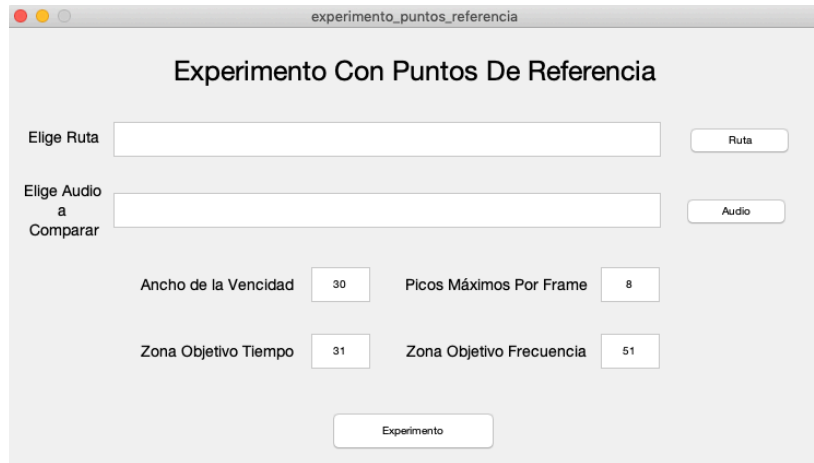 experimento_puntos_referencia
Experimento Con Puntos De Referencia
Elige Ruta
Ruta
Elige Audio
a
Comparar
Audio
Ancho de la Vencidad 30 Picos Máximos Por Frame 8
Zona Objetivo Tiempo 31 Zona Objetivo Frecuencia 51
Experimento